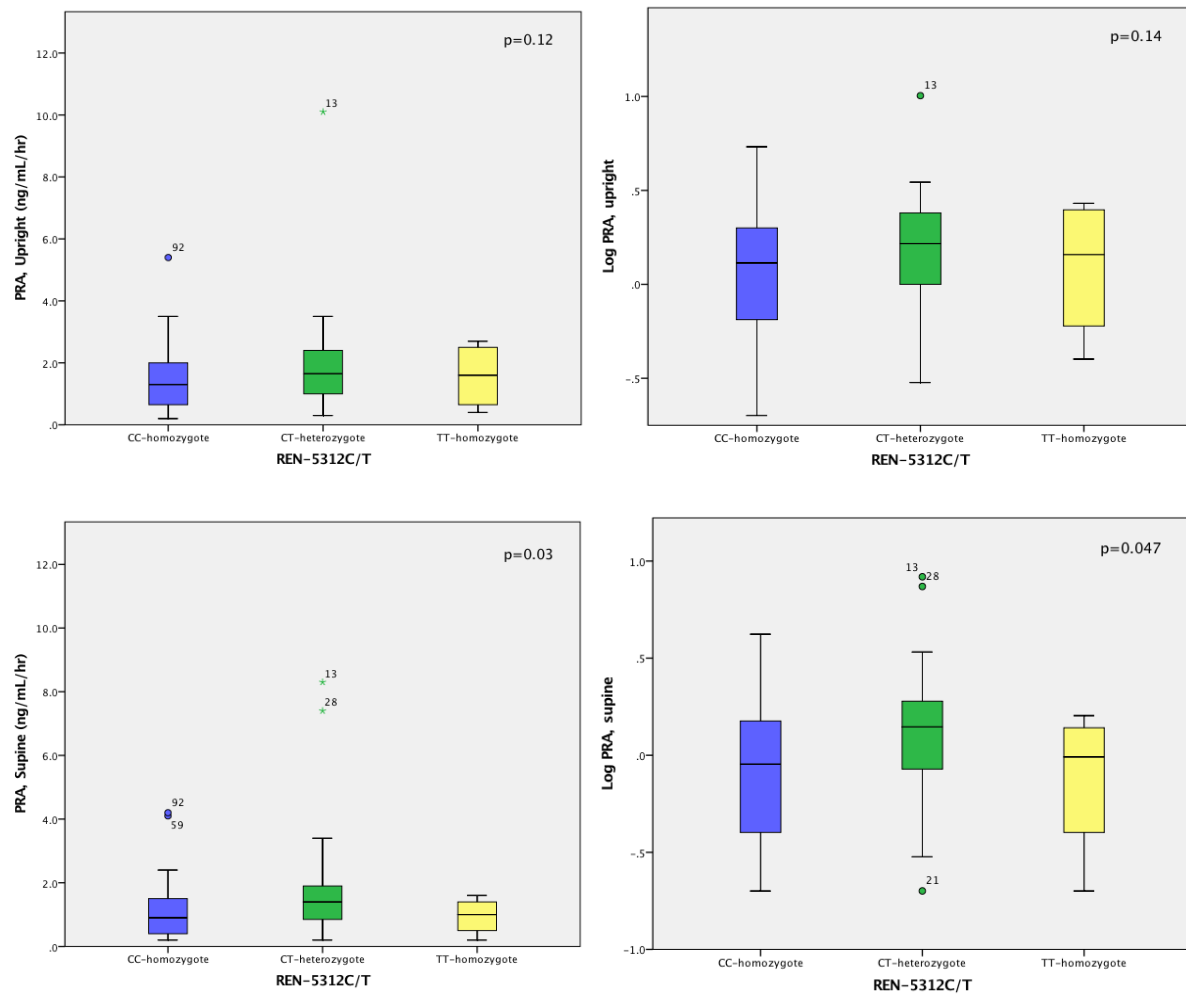 p=0.12
12.0
10.0
8.0
6.0
4.0
2.0
.0
PRA, Upright (ng/mL/hr)
13
92
CC-homozygote CT-heterozygote TT-homozygote
REN-5312C/T
p=0.14
1.0
.5
.0
-.5
Log PRA, upright
13
CC-homozygote CT-heterozygote TT-homozygote
REN-5312C/T
p=0.03
12.0
10.0
8.0
6.0
4.0
2.0
.0
PRA, Supine (ng/mL/hr)
13
28
92
59
CC-homozygote CT-heterozygote TT-homozygote
REN-5312C/T
p=0.047
1.0
.5
.0
-.5
-1.0
Log PRA, supine
13 28
21
CC-homozygote CT-heterozygote TT-homozygote
REN-5312C/T